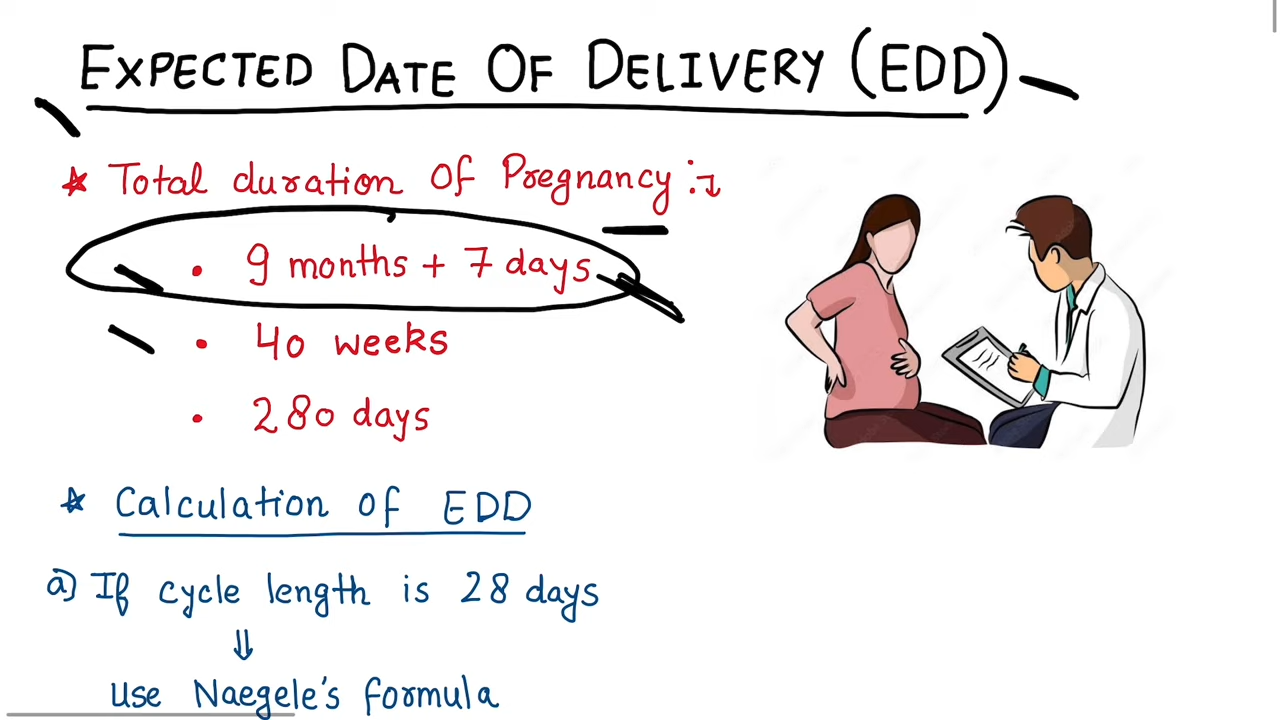 EXPECTED DATE OF DELIVERY (EDD)
* Total duration Of Pregnancy :→
• 9 months + 7 days
• 40 weeks
• 280 days
* Calculation of EDD
a) If cycle length is 28 days
⇓
use Naegele's formula